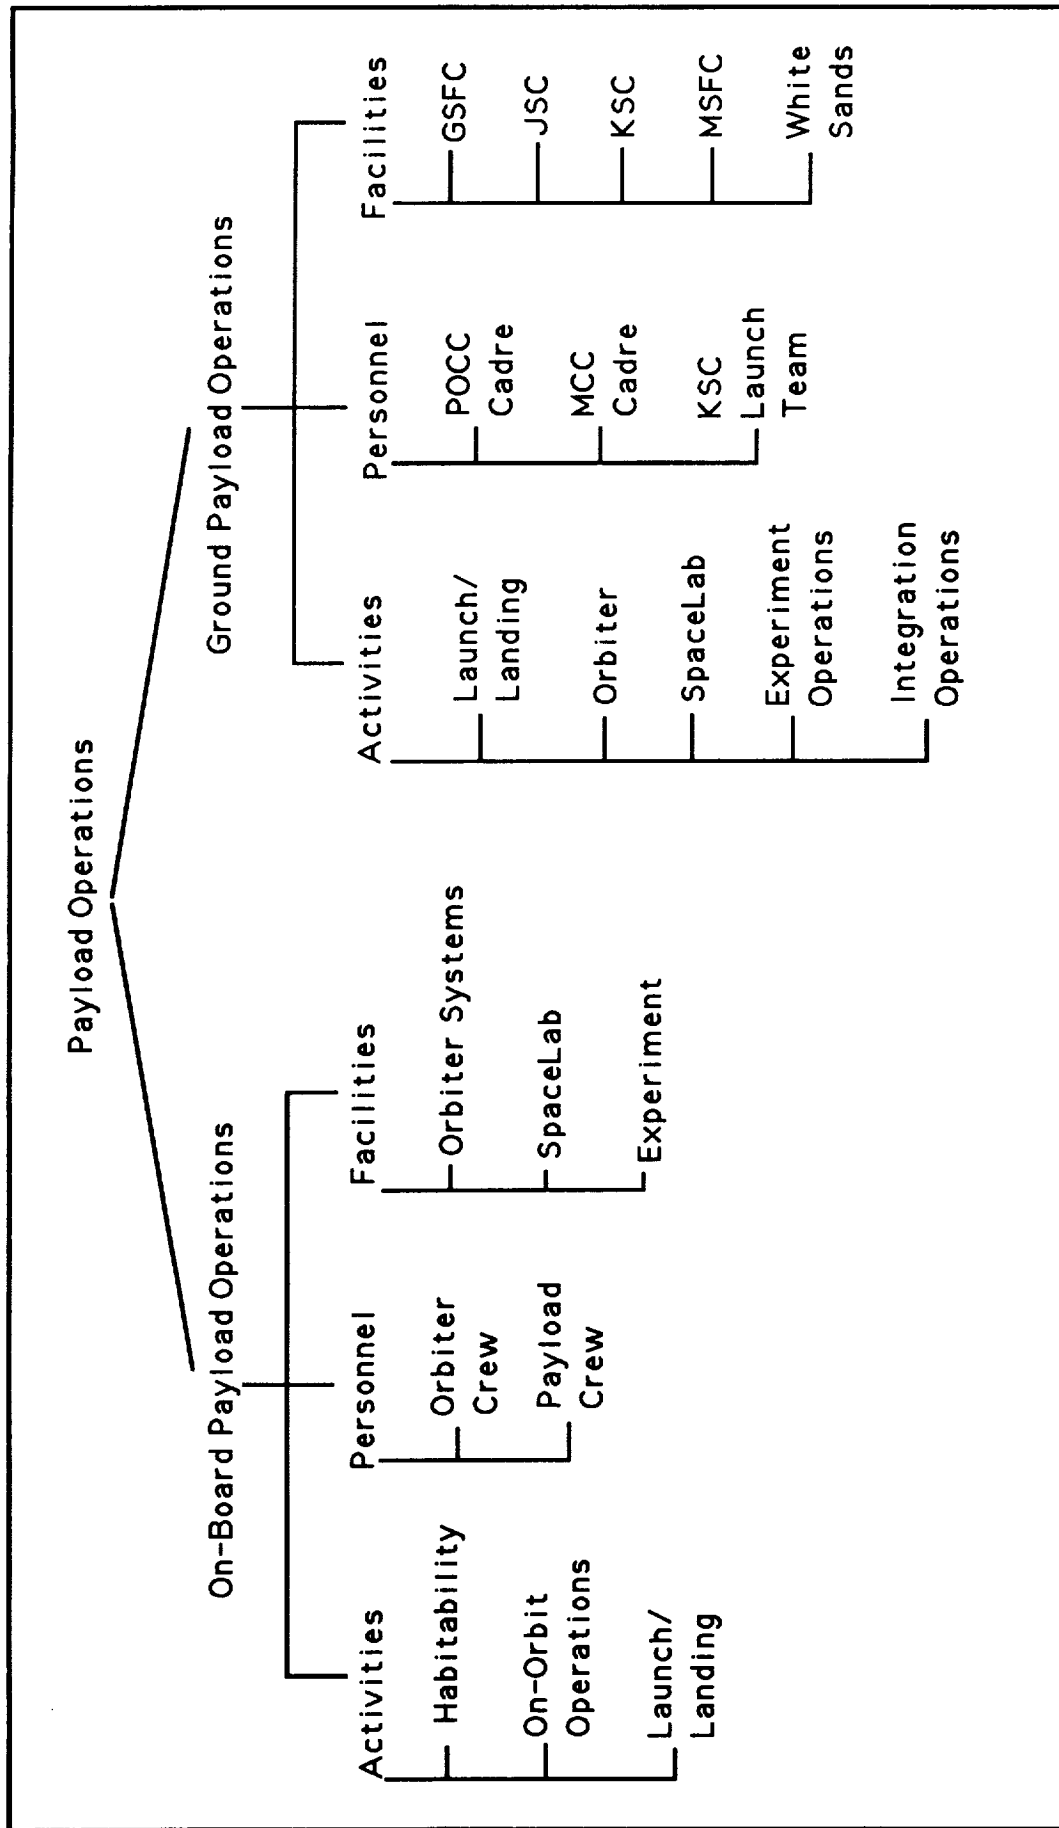 Payload Operations
On-Board Payload Operations
Activities
Habitability
On-Orbit
Operations
Launch/
Landing
Personnel
Orbiter
Crew
Payload
Crew
Facilities
Orbiter Systems
SpaceLab
Experiment
Ground Payload Operations
Activities
Launch/
Landing
Orbiter
SpaceLab
Experiment
Operations
Integration
Operations
Personnel
POCC
Cadre
MCC
Cadre
KSC
Launch
Team
Facilities
GSFC
JSC
KSC
MSFC
White
Sands